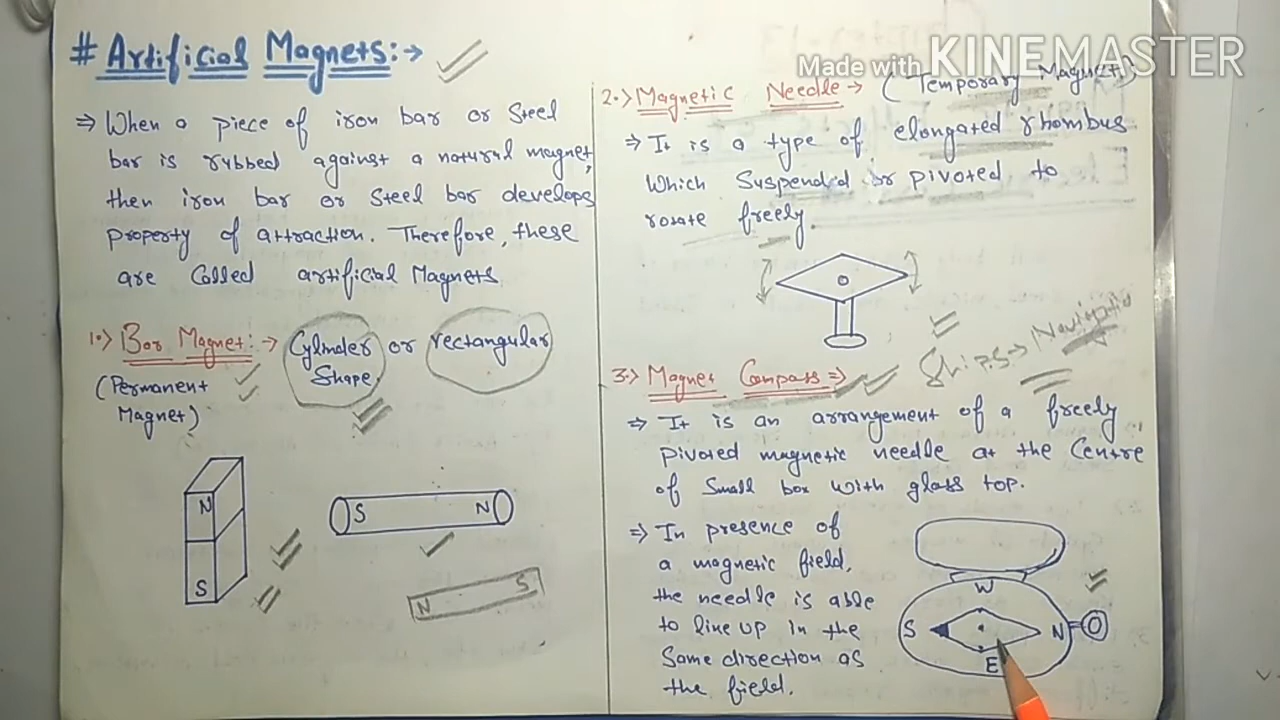 # Artificial Magnets:→
⇒ When a piece of iron bar or Steel
bar is rubbed against a natural magnet,
then iron bar or Steel bar develops
property of attraction. Therefore, these
are Called artificial Magnets.
1.) Bar Magnet:→ Cylinder or rectangular
Shape.
(Permanent
Magnet)
N
S
S N
N S
Made with KINEMASTER
2.) Magnetic Needle → (Temporary Magnet)
⇒ It is a type of elongated rhombus
Which Suspended or pivoted to
rotate freely.
Ships →
3.) Magnet Compass ⇒
⇒ It is an arrangement of a freely
pivoted magnetic needle at the Centre
of Small box with glass top.
⇒ In presence of
a magnetic field,
the needle is able
to line up in the
Same direction as
the field.
W
S N
E